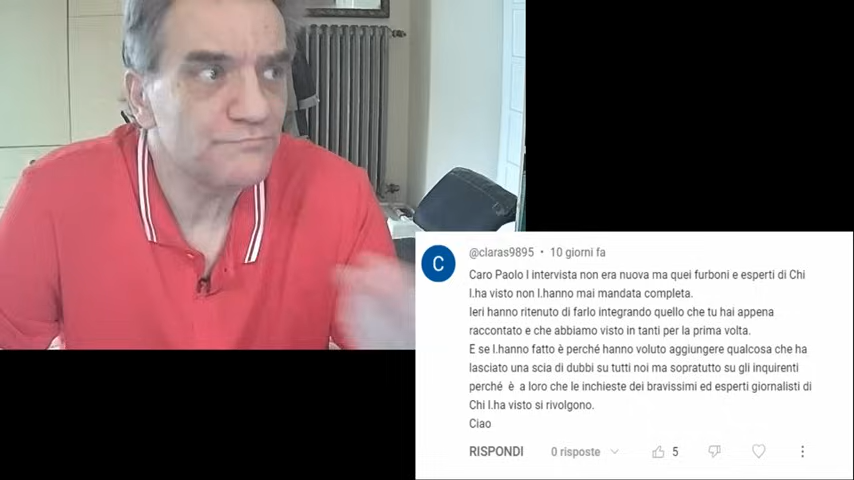 C
@claras9895 • 10 giorni fa
Caro Paolo l intervista non era nuova ma quei furboni e esperti di Chi
l.ha visto non l.hanno mai mandata completa.
Ieri hanno ritenuto di farlo integrando quello che tu hai appena
raccontato e che abbiamo visto in tanti per la prima volta.
E se l.hanno fatto è perché hanno voluto aggiungere qualcosa che ha
lasciato una scia di dubbi su tutti noi ma sopratutto su gli inquirenti
perché è a loro che le inchieste dei bravissimi ed esperti giornalisti di
Chi l.ha visto si rivolgono.
Ciao
RISPONDI 0 risposte 5